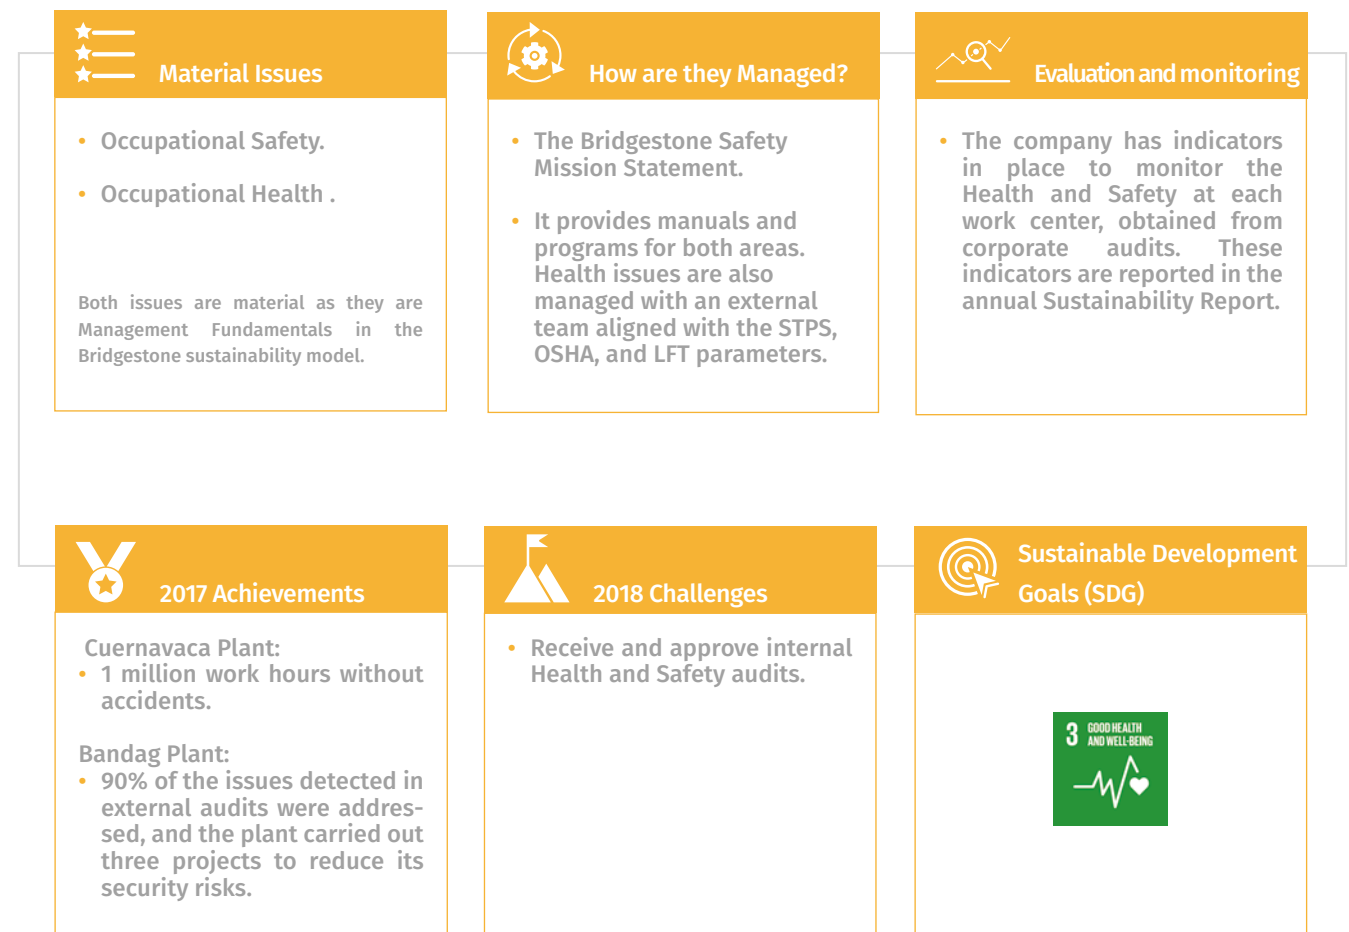 Material Issues
• Occupational Safety.
• Occupational Health .
Both issues are material as they are
Management Fundamentals in the
Bridgestone sustainability model.
How are they Managed?
• The Bridgestone Safety
Mission Statement.
• It provides manuals and
programs for both areas.
Health issues are also
managed with an external
team aligned with the STPS,
OSHA, and LFT parameters.
Evaluation and monitoring
• The company has indicators
in place to monitor the
Health and Safety at each
work center, obtained from
corporate audits. These
indicators are reported in the
annual Sustainability Report.
2017 Achievements
Cuernavaca Plant:
• 1 million work hours without
accidents.
Bandag Plant:
• 90% of the issues detected in
external audits were addres-
sed, and the plant carried out
three projects to reduce its
security risks.
2018 Challenges
• Receive and approve internal
Health and Safety audits.
Sustainable Development
Goals (SDG)
3 GOOD HEALTH
AND WELL-BEING